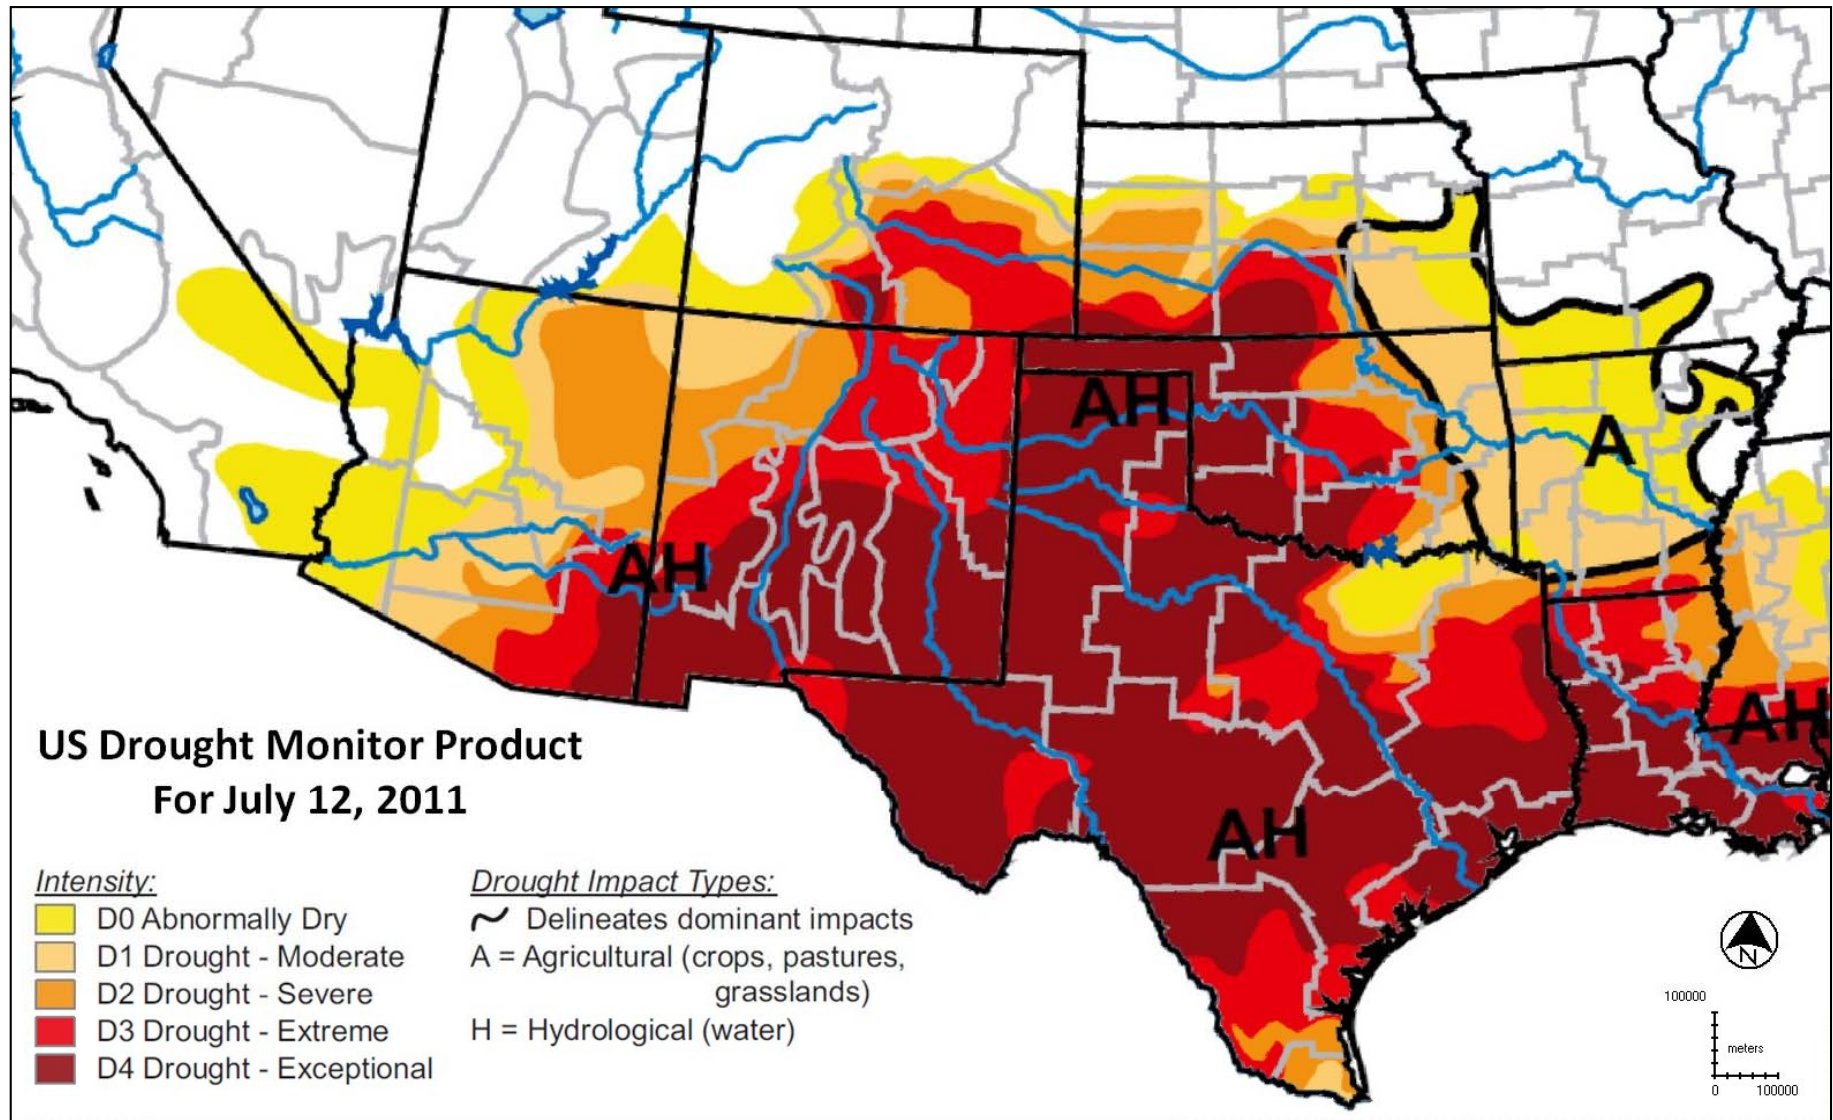 AH
A
AH
AH
AH
US Drought Monitor Product
For July 12, 2011
Intensity:
D0 Abnormally Dry
D1 Drought - Moderate
D2 Drought - Severe
D3 Drought - Extreme
D4 Drought - Exceptional
Drought Impact Types:
Delineates dominant impacts
A = Agricultural (crops, pastures,
grasslands)
H = Hydrological (water)
N
100000
meters
0 100000